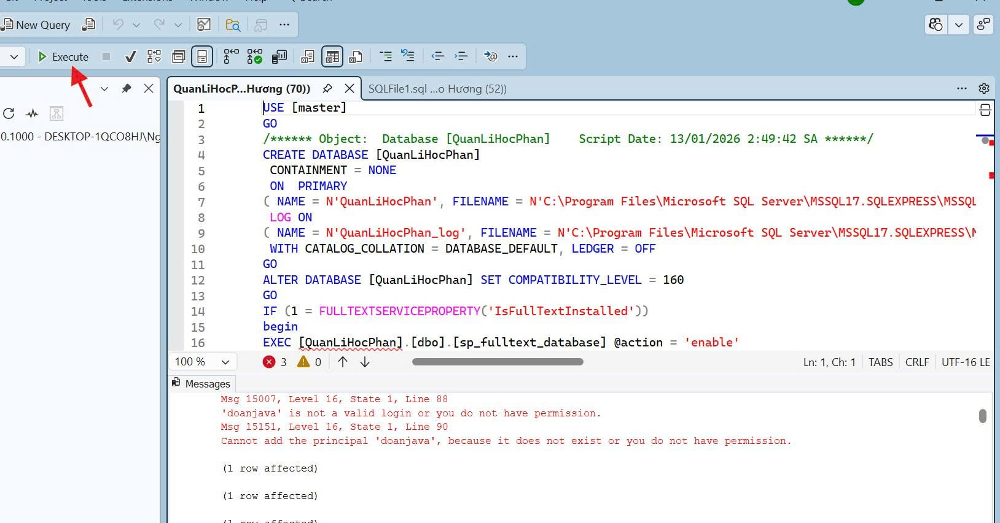 New Query
Execute
QuanLiHocP...Hương (70))
SQLFile1.sql ...o Hương (52))
0.1000 - DESKTOP-1QCO8HJ\Ng
1 USE [master]
2 GO
3 /****** Object:  Database [QuanLiHocPhan]    Script Date: 13/01/2026 2:49:42 SA ******/
4 CREATE DATABASE [QuanLiHocPhan]
5  CONTAINMENT = NONE
6  ON  PRIMARY
7 ( NAME = N'QuanLiHocPhan', FILENAME = N'C:\Program Files\Microsoft SQL Server\MSSQL17.SQLEXPRESS\MSSQL
8  LOG ON
9 ( NAME = N'QuanLiHocPhan_log', FILENAME = N'C:\Program Files\Microsoft SQL Server\MSSQL17.SQLEXPRESS\
10  WITH CATALOG_COLLATION = DATABASE_DEFAULT, LEDGER = OFF
11 GO
12 ALTER DATABASE [QuanLiHocPhan] SET COMPATIBILITY_LEVEL = 160
13 GO
14 IF (1 = FULLTEXTSERVICEPROPERTY('IsFullTextInstalled'))
15 begin
16 EXEC [QuanLiHocPhan].[dbo].[sp_fulltext_database] @action = 'enable'
100 % 3 0 Ln: 1, Ch: 1 TABS CRLF UTF-16 LE
Messages
Msg 15007, Level 16, State 1, Line 88
'doanjava' is not a valid login or you do not have permission.
Msg 15151, Level 16, State 1, Line 90
Cannot add the principal 'doanjava', because it does not exist or you do not have permission.
(1 row affected)
(1 row affected)